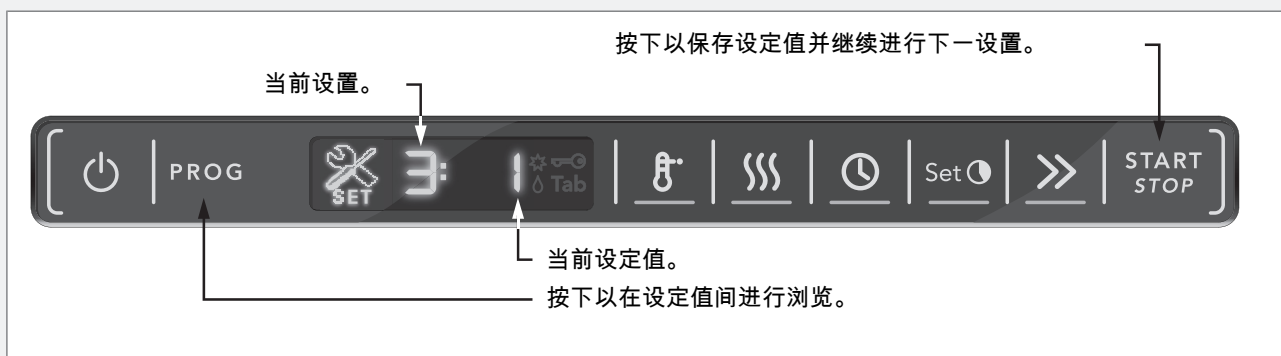 按下以保存设定值并继续进行下一设置。
当前设置。
PROG
SET
3:
1
Tab
Set
START
STOP
当前设定值。
按下以在设定值间进行浏览。